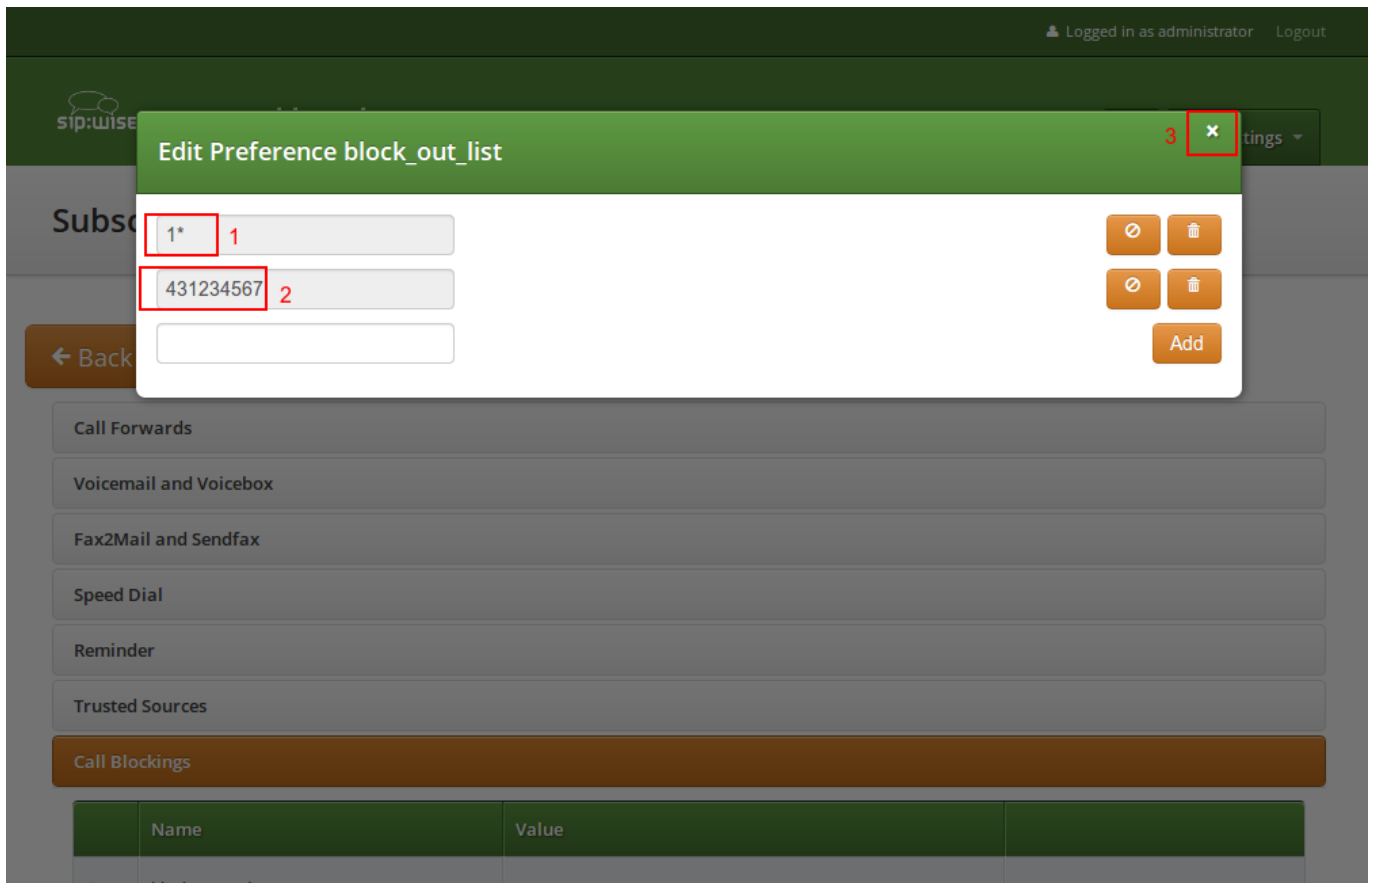 Logged in as administrator Logout
sip:wise
3 ×
tings
Edit Preference block_out_list
Subsc
1* 1
431234567 2
Add
Back
Call Forwards
Voicemail and Voicebox
Fax2Mail and Sendfax
Speed Dial
Reminder
Trusted Sources
Call Blockings
Name Value